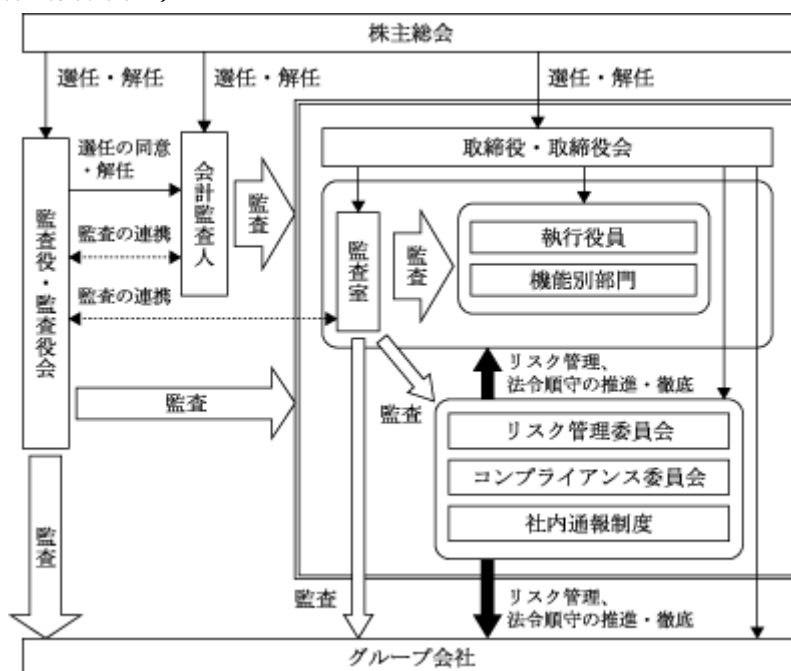 株主総会
選任・解任
選任・解任
選任・解任
選任の同意
・解任
会計監査人
監査
取締役・取締役会
監査役・監査役会
監査の連携
監査の連携
監査室
監査
執行役員
機能別部門
監査
監査
リスク管理、
法令順守の推進・徹底
リスク管理委員会
コンプライアンス委員会
社内通報制度
監査
監査
リスク管理、
法令順守の推進・徹底
グループ会社